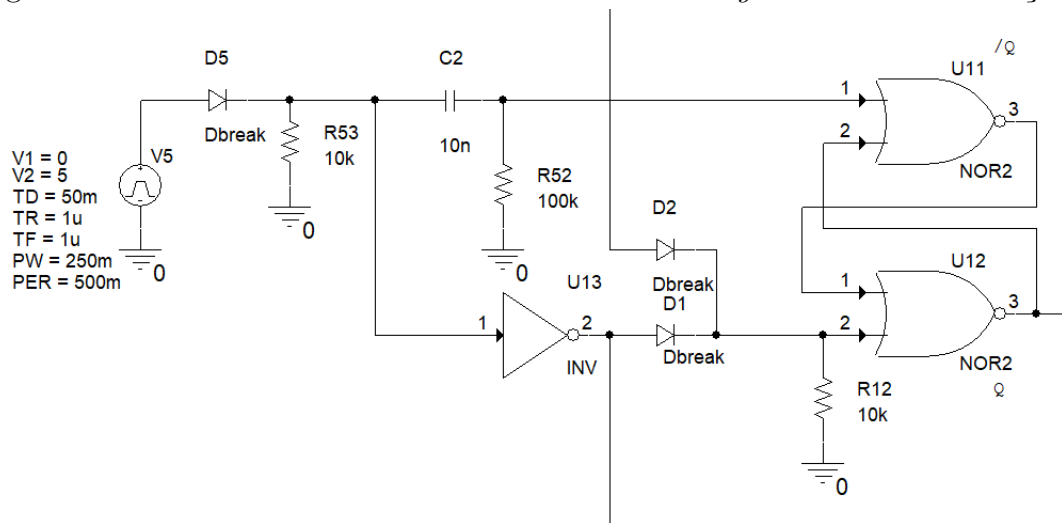 g
j
ç
/Q
D5
C2
U11
1
3
2
Dbreak
R53
10k
10n
V5
V1 = 0
V2 = 5
TD = 50m
TR = 1u
TF = 1u
PW = 250m
PER = 500m
NOR2
R52
100k
0
0
0
D2
U12
Dbreak
D1
1
3
U13
1
2
2
INV
Dbreak
NOR2
Q
R12
10k
0